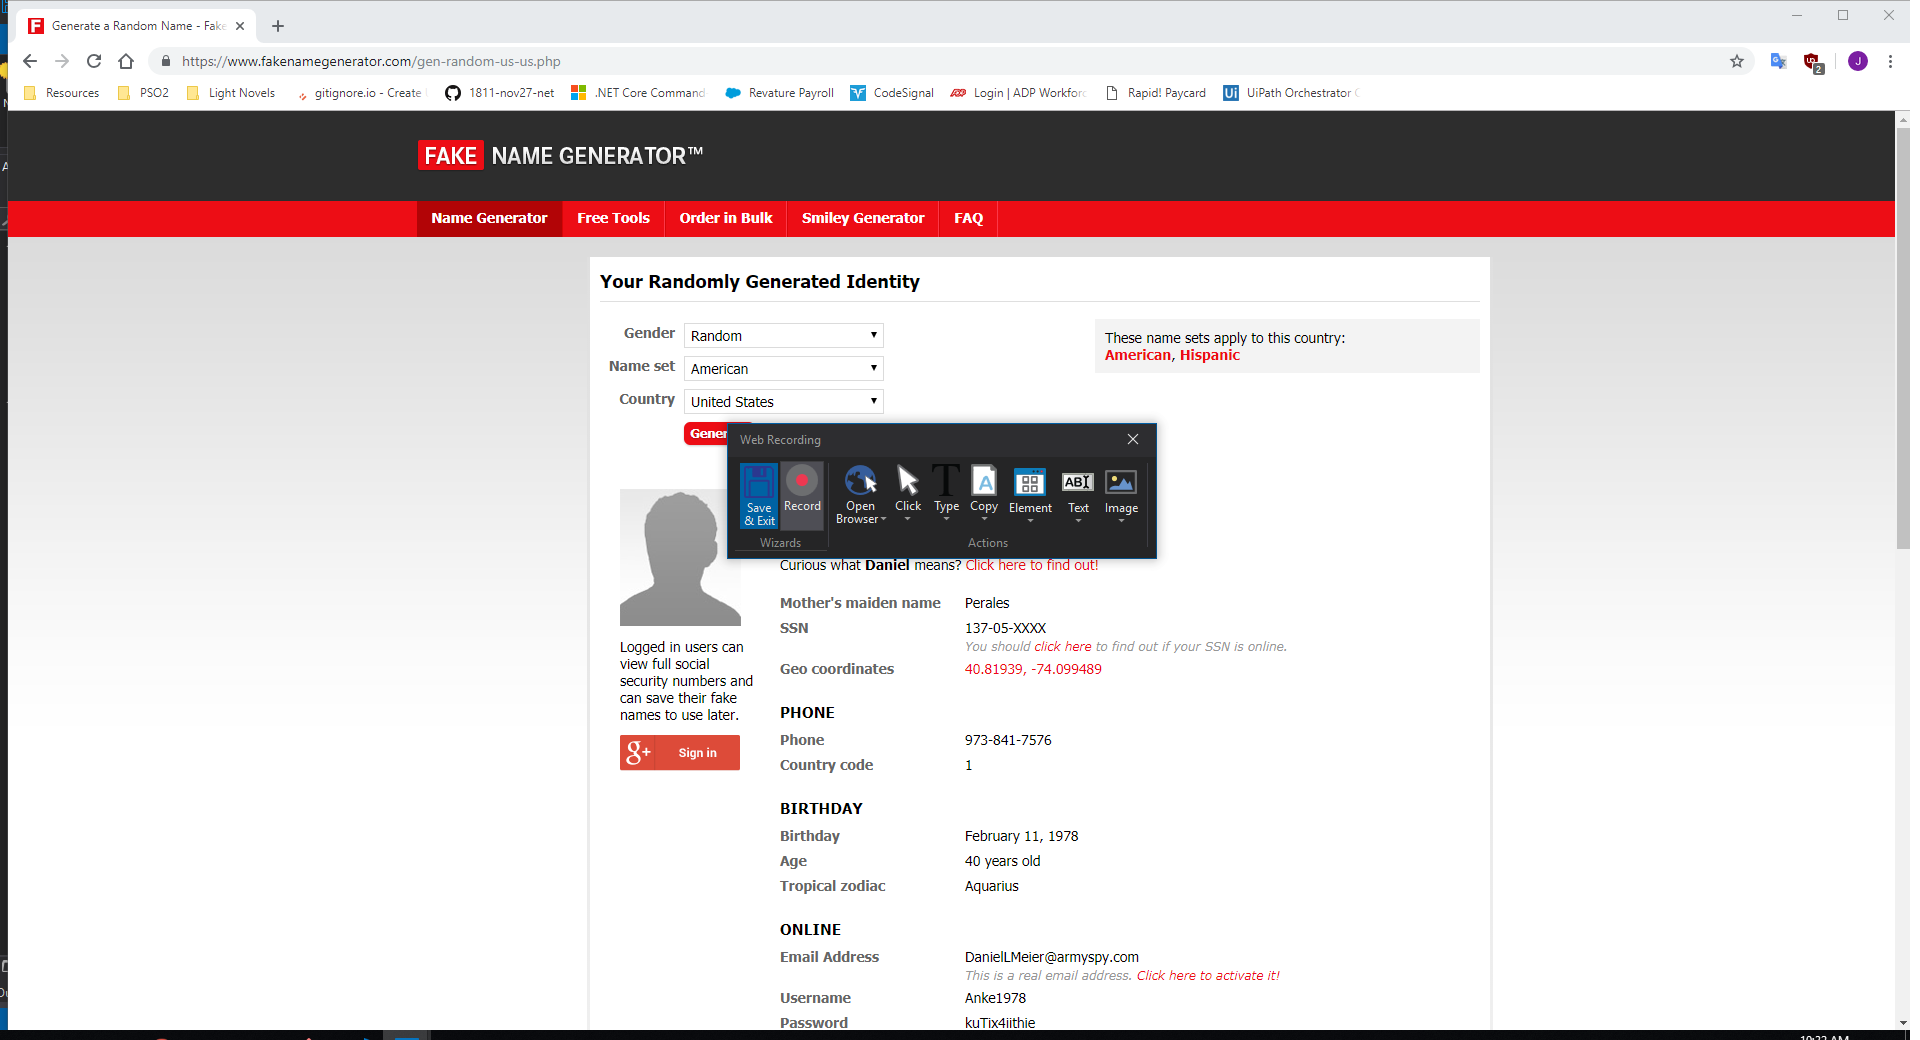 Generate a Random Name - Fake
https://www.fakenamegenerator.com/gen-random-us-us.php
2
J
Resources PSO2 Light Novels gitignore.io - Create 1811-nov27-net .NET Core Command Revature Payroll CodeSignal Login | ADP Workforc Rapid! Paycard Ui UiPath Orchestrator
FAKE NAME GENERATOR™
Name Generator Free Tools Order in Bulk Smiley Generator FAQ
Your Randomly Generated Identity
Gender Random
Name set American
Country United States
These name sets apply to this country:
American, Hispanic
Gener
Web Recording
Save & Exit
Record
Open Browser
Click
Type
Copy
Element
Text
Image
Wizards
Actions
Curious what Daniel means? Click here to find out!
Mother's maiden name Perales
SSN 137-05-XXXX
You should click here to find out if your SSN is online.
Geo coordinates 40.81939, -74.099489
Logged in users can
view full social
security numbers and
can save their fake
names to use later.
g+ Sign in
PHONE
Phone 973-841-7576
Country code 1
BIRTHDAY
Birthday February 11, 1978
Age 40 years old
Tropical zodiac Aquarius
ONLINE
Email Address DanielLMeier@armyspy.com
This is a real email address. Click here to activate it!
Username Anke1978
Password kuTix4iithie